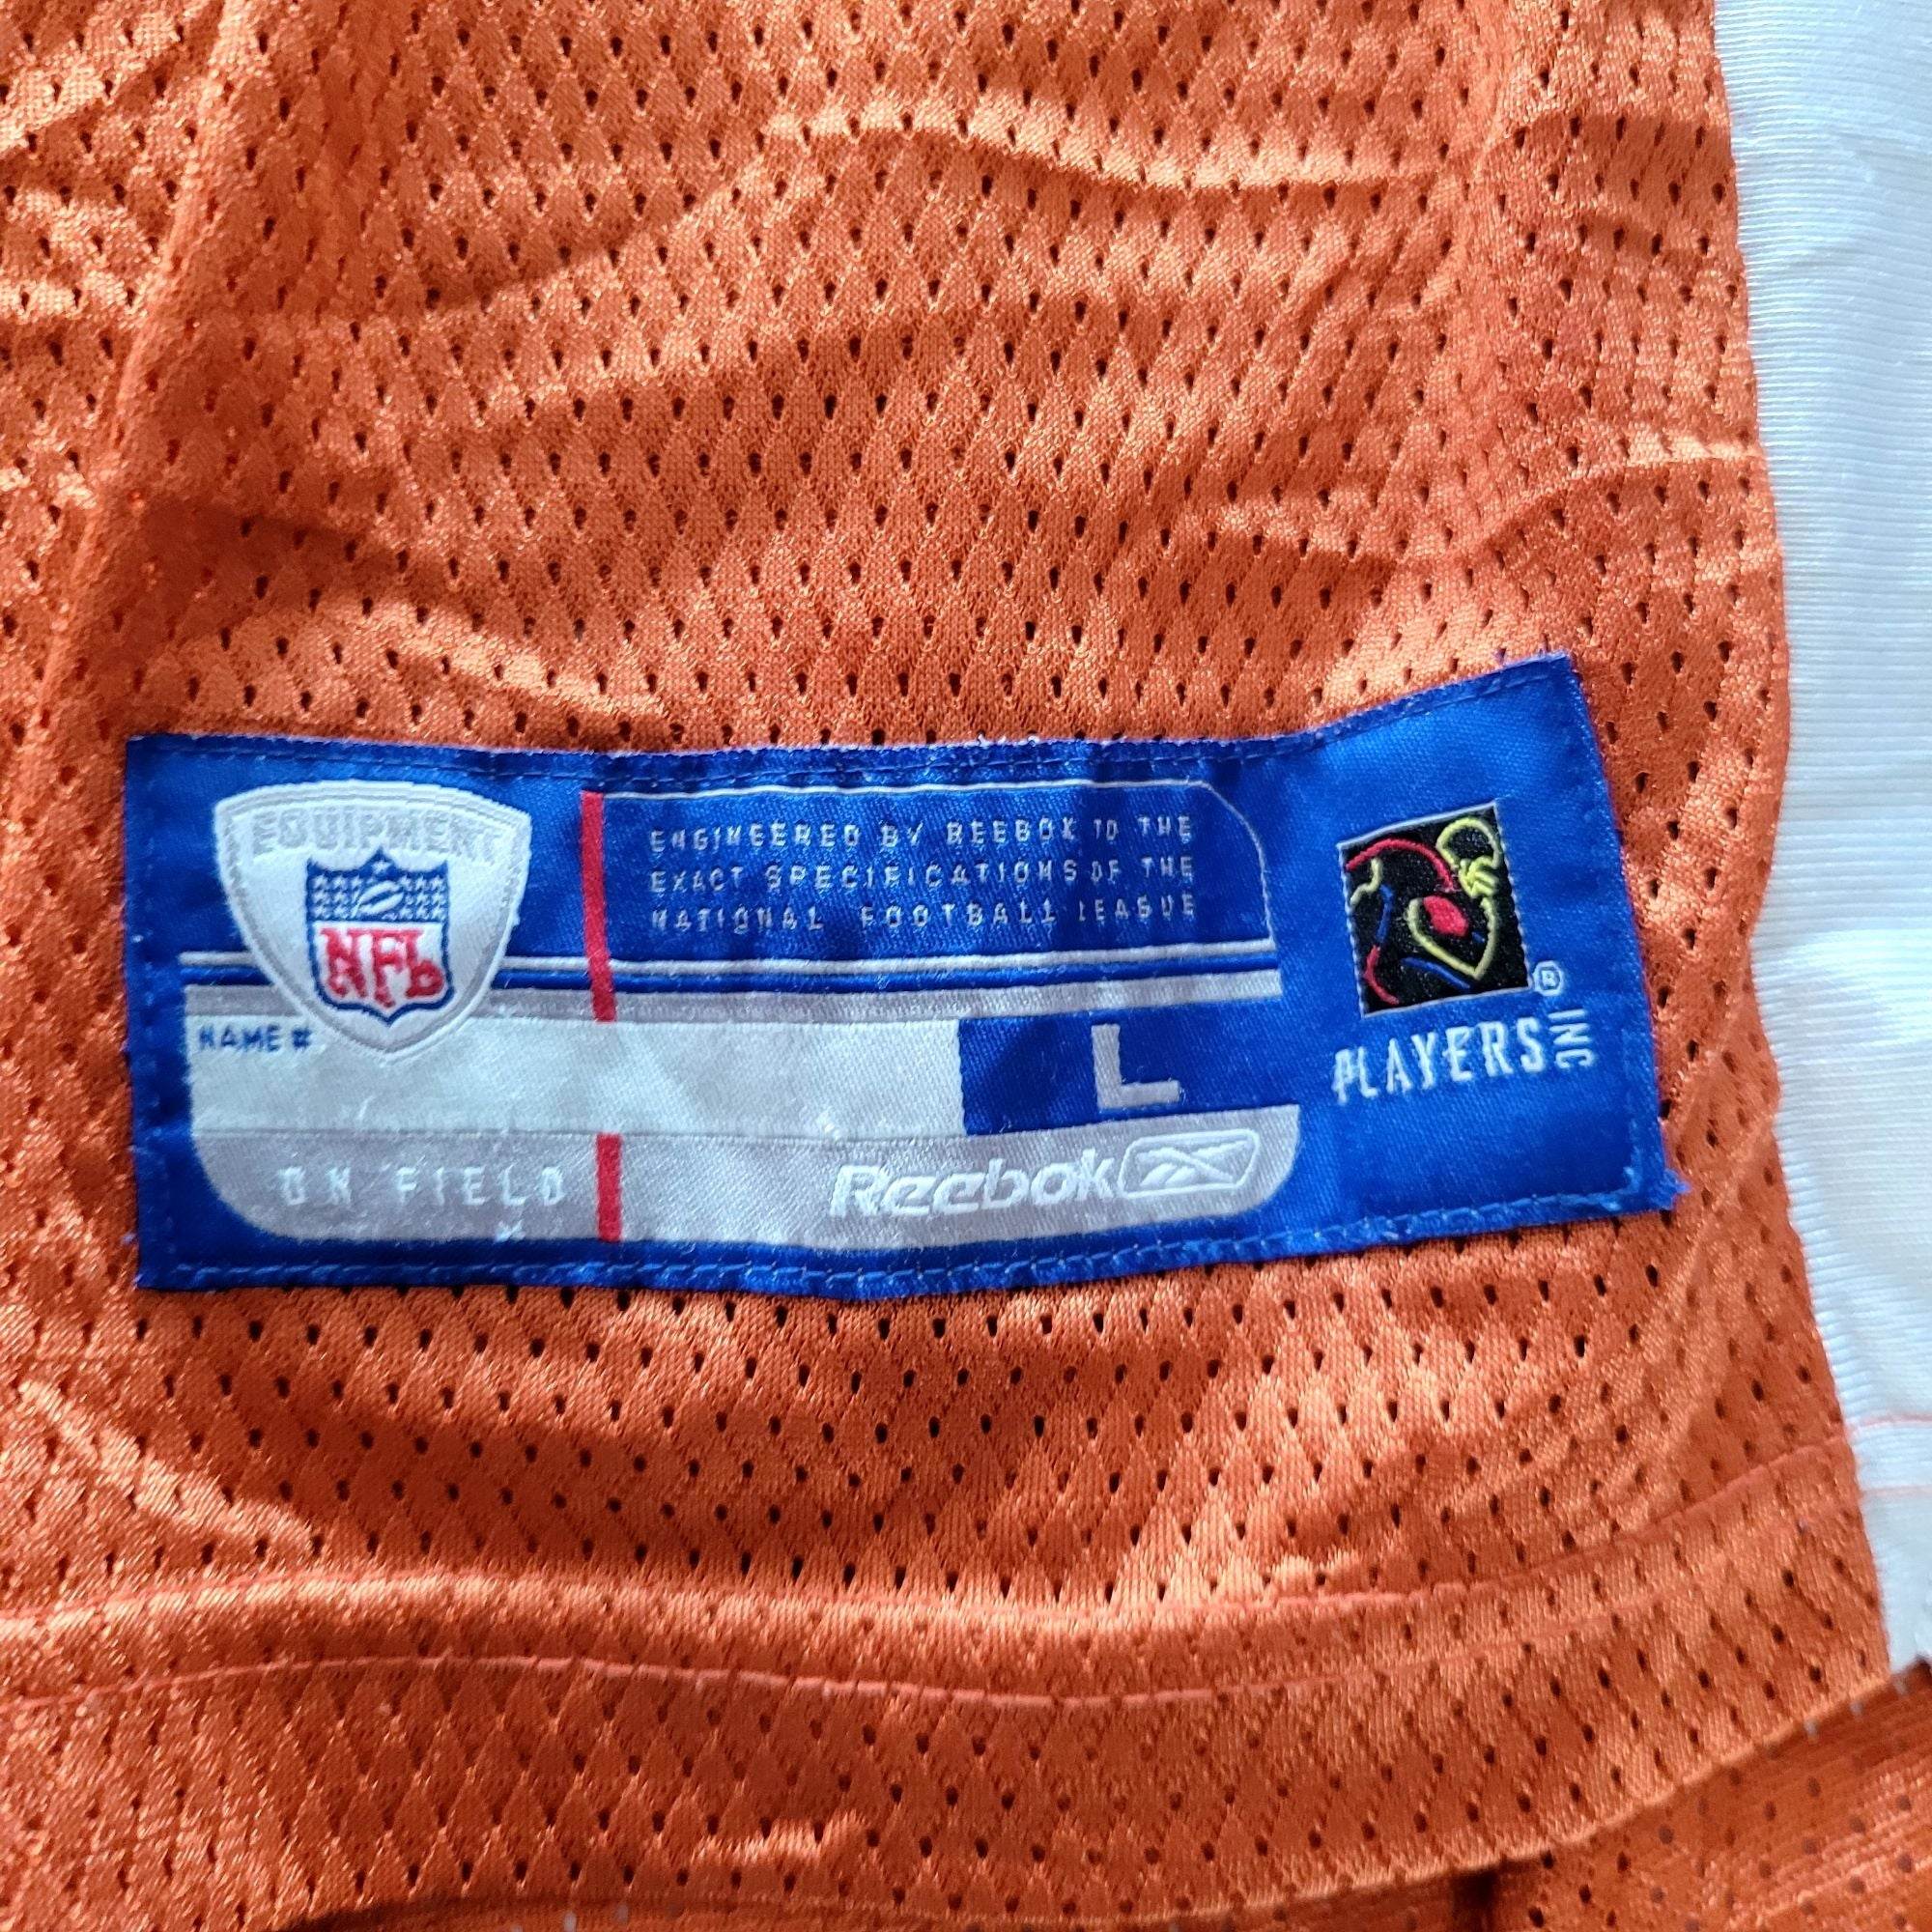 EQUIPMENT
NFL
ENGINEERED BY REEBOK TO THE
EXACT SPECIFICATIONS OF THE
NATIONAL FOOTBALL LEAGUE
NAME #
L
ON FIELD
Reebok
®
PLAYERS INC